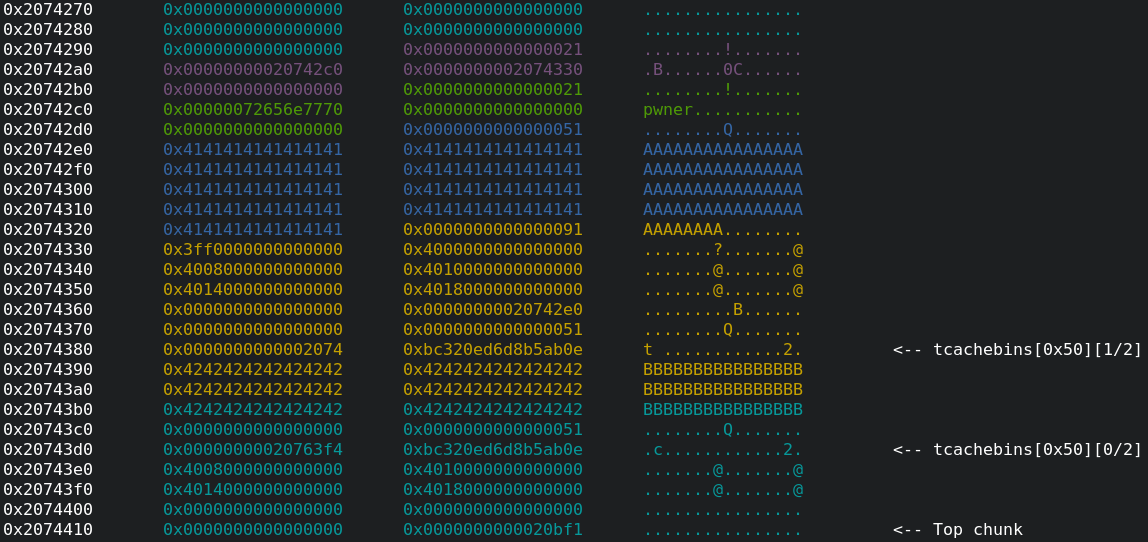 0x2074270 0x0000000000000000 0x0000000000000000 ................
0x2074280 0x0000000000000000 0x0000000000000000 ................
0x2074290 0x0000000000000000 0x0000000000000021 ........!.......
0x20742a0 0x00000000020742c0 0x0000000002074330 .B......0C......
0x20742b0 0x0000000000000000 0x0000000000000021 ........!.......
0x20742c0 0x00000072656e7770 0x0000000000000000 pwner...........
0x20742d0 0x0000000000000000 0x0000000000000051 ........Q.......
0x20742e0 0x4141414141414141 0x4141414141414141 AAAAAAAAAAAAAAAA
0x20742f0 0x4141414141414141 0x4141414141414141 AAAAAAAAAAAAAAAA
0x2074300 0x4141414141414141 0x4141414141414141 AAAAAAAAAAAAAAAA
0x2074310 0x4141414141414141 0x4141414141414141 AAAAAAAAAAAAAAAA
0x2074320 0x4141414141414141 0x0000000000000091 AAAAAAAA........
0x2074330 0x3ff0000000000000 0x4000000000000000 .......?.......@
0x2074340 0x4008000000000000 0x4010000000000000 .......@.......@
0x2074350 0x4014000000000000 0x4018000000000000 .......@.......@
0x2074360 0x0000000000000000 0x00000000020742e0 .........B......
0x2074370 0x0000000000000000 0x0000000000000051 ........Q.......
0x2074380 0x0000000000002074 0xbc320ed6d8b5ab0e t ............2. <-- tcachebins[0x50][1/2]
0x2074390 0x4242424242424242 0x4242424242424242 BBBBBBBBBBBBBBBB
0x20743a0 0x4242424242424242 0x4242424242424242 BBBBBBBBBBBBBBBB
0x20743b0 0x4242424242424242 0x4242424242424242 BBBBBBBBBBBBBBBB
0x20743c0 0x0000000000000000 0x0000000000000051 ........Q.......
0x20743d0 0x00000000020763f4 0xbc320ed6d8b5ab0e .c............2. <-- tcachebins[0x50][0/2]
0x20743e0 0x4008000000000000 0x4010000000000000 .......@.......@
0x20743f0 0x4014000000000000 0x4018000000000000 .......@.......@
0x2074400 0x0000000000000000 0x0000000000000000 ................
0x2074410 0x0000000000000000 0x0000000000020bf1 ................ <-- Top chunk